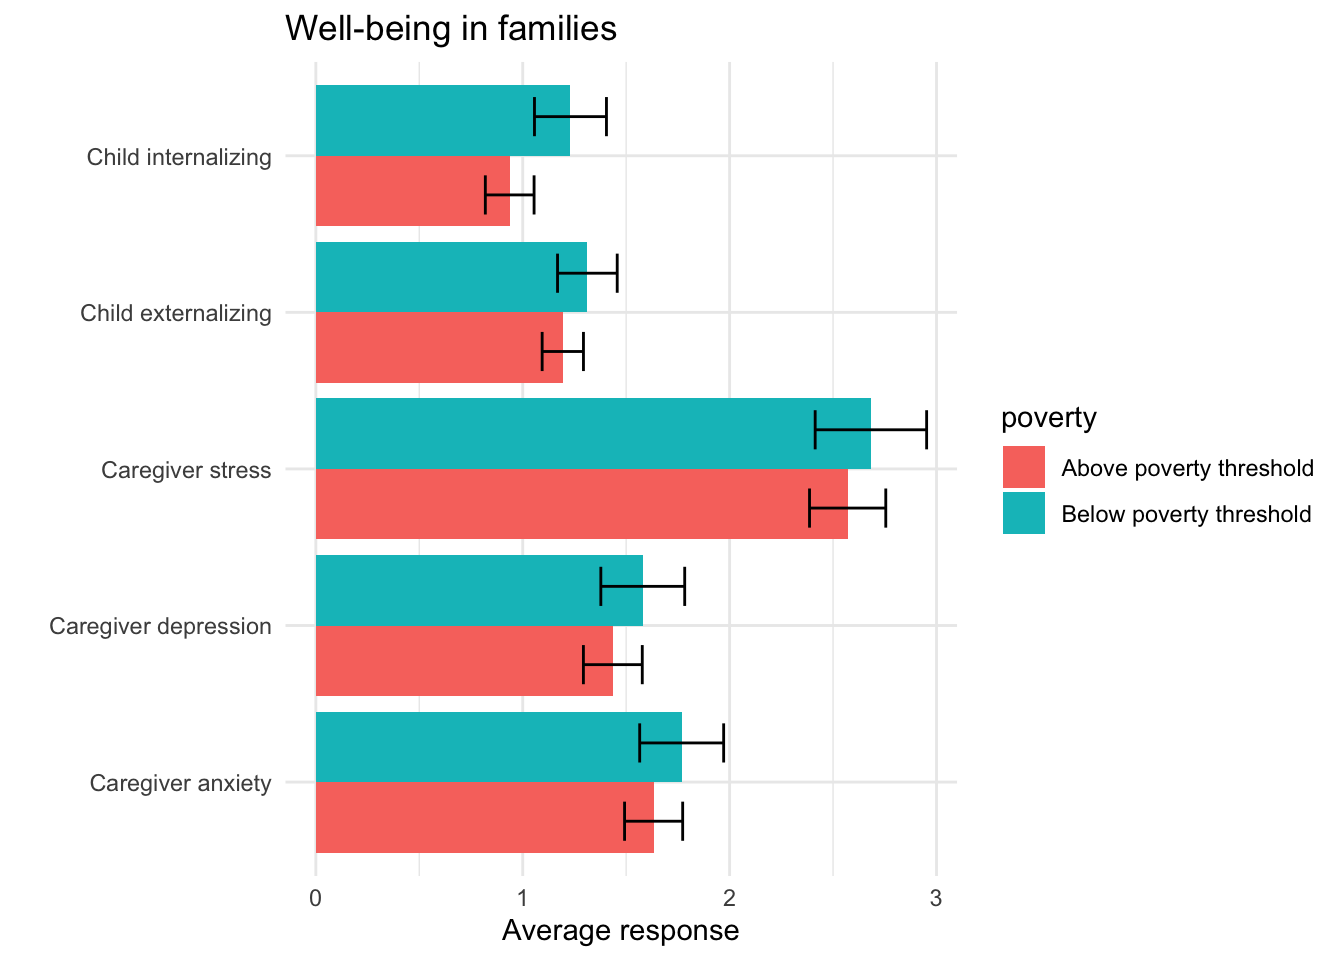 Well-being in families
Child internalizing
Child externalizing
Caregiver stress
Caregiver depression
Caregiver anxiety
0 1 2 3
Average response
poverty
Above poverty threshold
Below poverty threshold